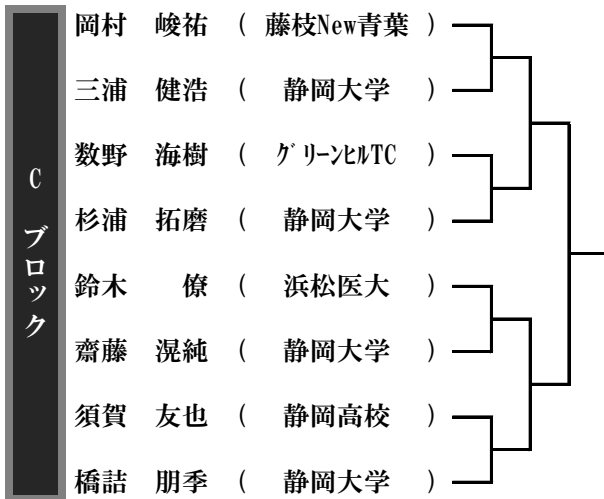 C ブロック
岡村 峻祐 ( 藤枝New青葉 )
三浦 健浩 ( 静岡大学 )
数野 海樹 ( グリーンヒルTC )
杉浦 拓磨 ( 静岡大学 )
鈴木 僚 ( 浜松医大 )
齋藤 滉純 ( 静岡大学 )
須賀 友也 ( 静岡高校 )
橋詰 朋季 ( 静岡大学 )